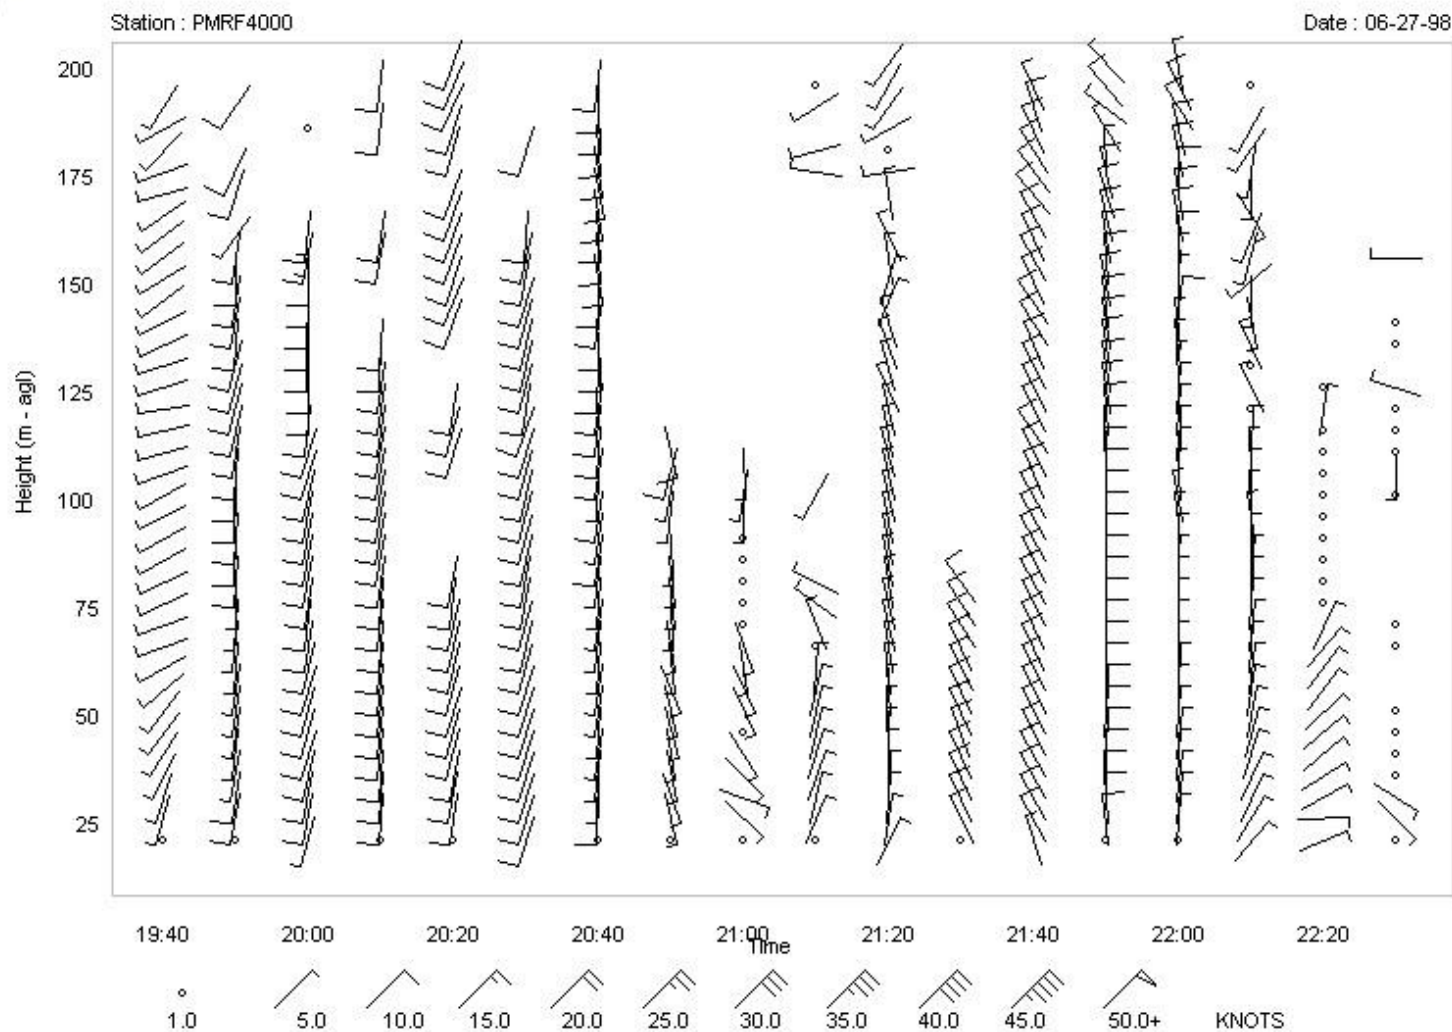 Station : PMRF4000
Date : 06-27-98
200
175
150
125
100
75
50
25
Height (m - agl)
19:40 20:00 20:20 20:40 21:00 21:20 21:40 22:00 22:20
Time
1.0 5.0 10.0 15.0 20.0 25.0 30.0 35.0 40.0 45.0 50.0+ KNOTS